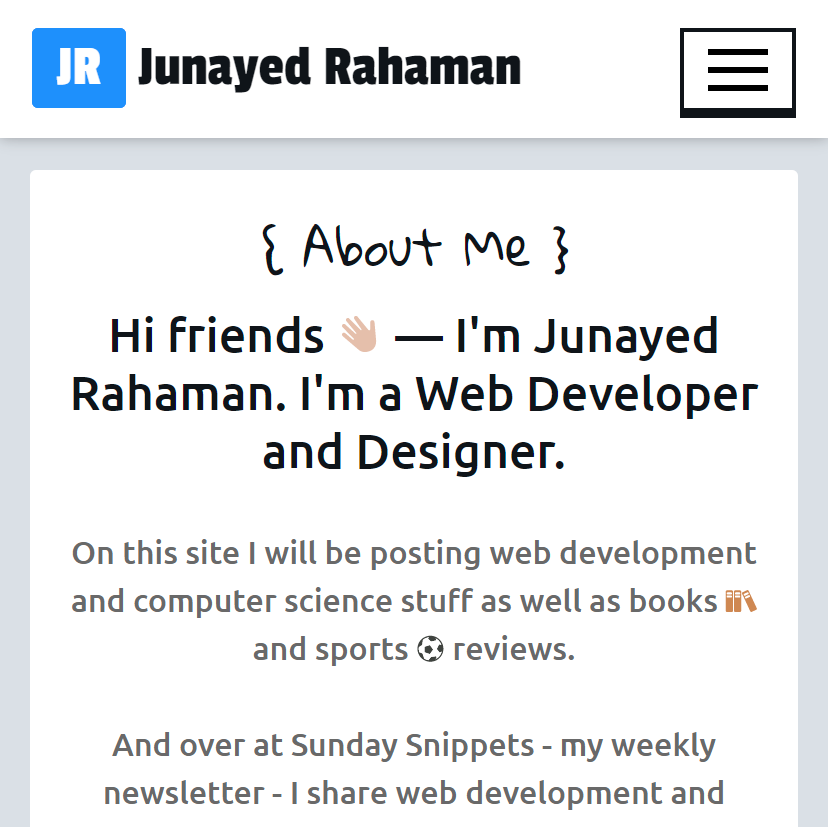 JR Junayed Rahaman
{ About Me }
Hi friends 👋 — I'm Junayed
Rahaman. I'm a Web Developer
and Designer.
On this site I will be posting web development
and computer science stuff as well as books 📚
and sports ⚽ reviews.
And over at Sunday Snippets - my weekly
newsletter - I share web development and